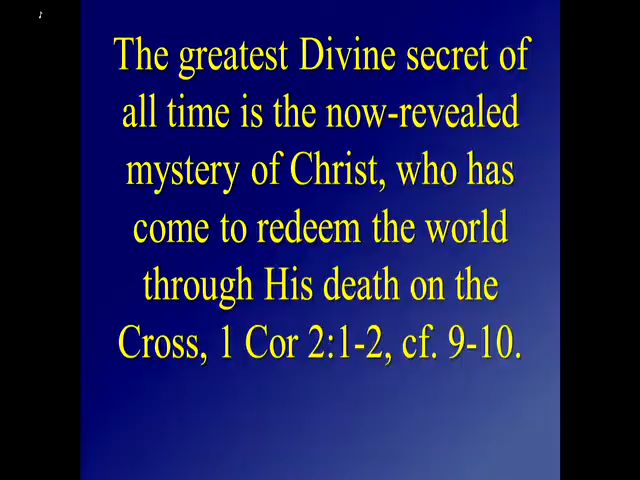 The greatest Divine secret of
all time is the now-revealed
mystery of Christ, who has
come to redeem the world
through His death on the
Cross, 1 Cor 2:1-2, cf. 9-10.